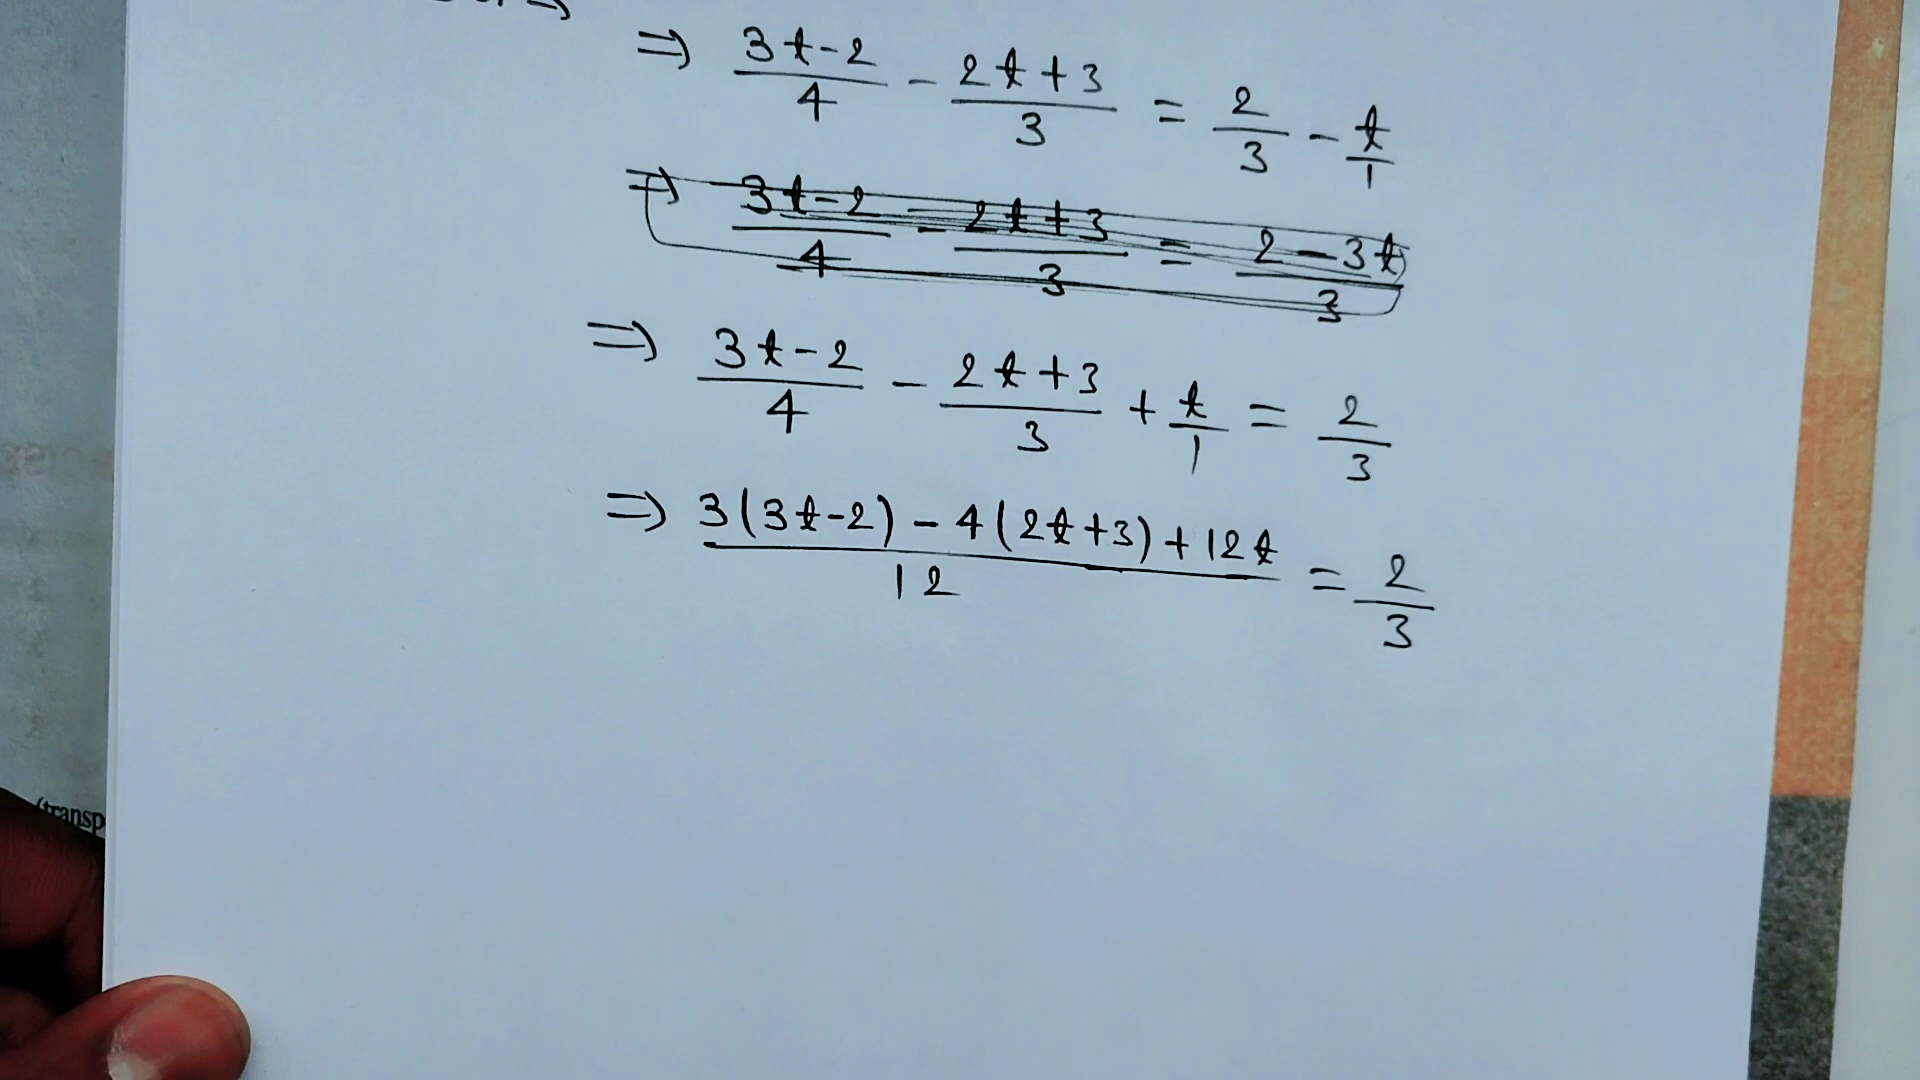 ⇒ (3t-2)/4 - (2t+3)/3 = 2/3 - t/1
⇒ (3t-2)/4 - (2t+3)/3 = (2-3t)/3
⇒ (3t-2)/4 - (2t+3)/3 + t/1 = 2/3
⇒ (3(3t-2) - 4(2t+3) + 12t)/12 = 2/3
(transp